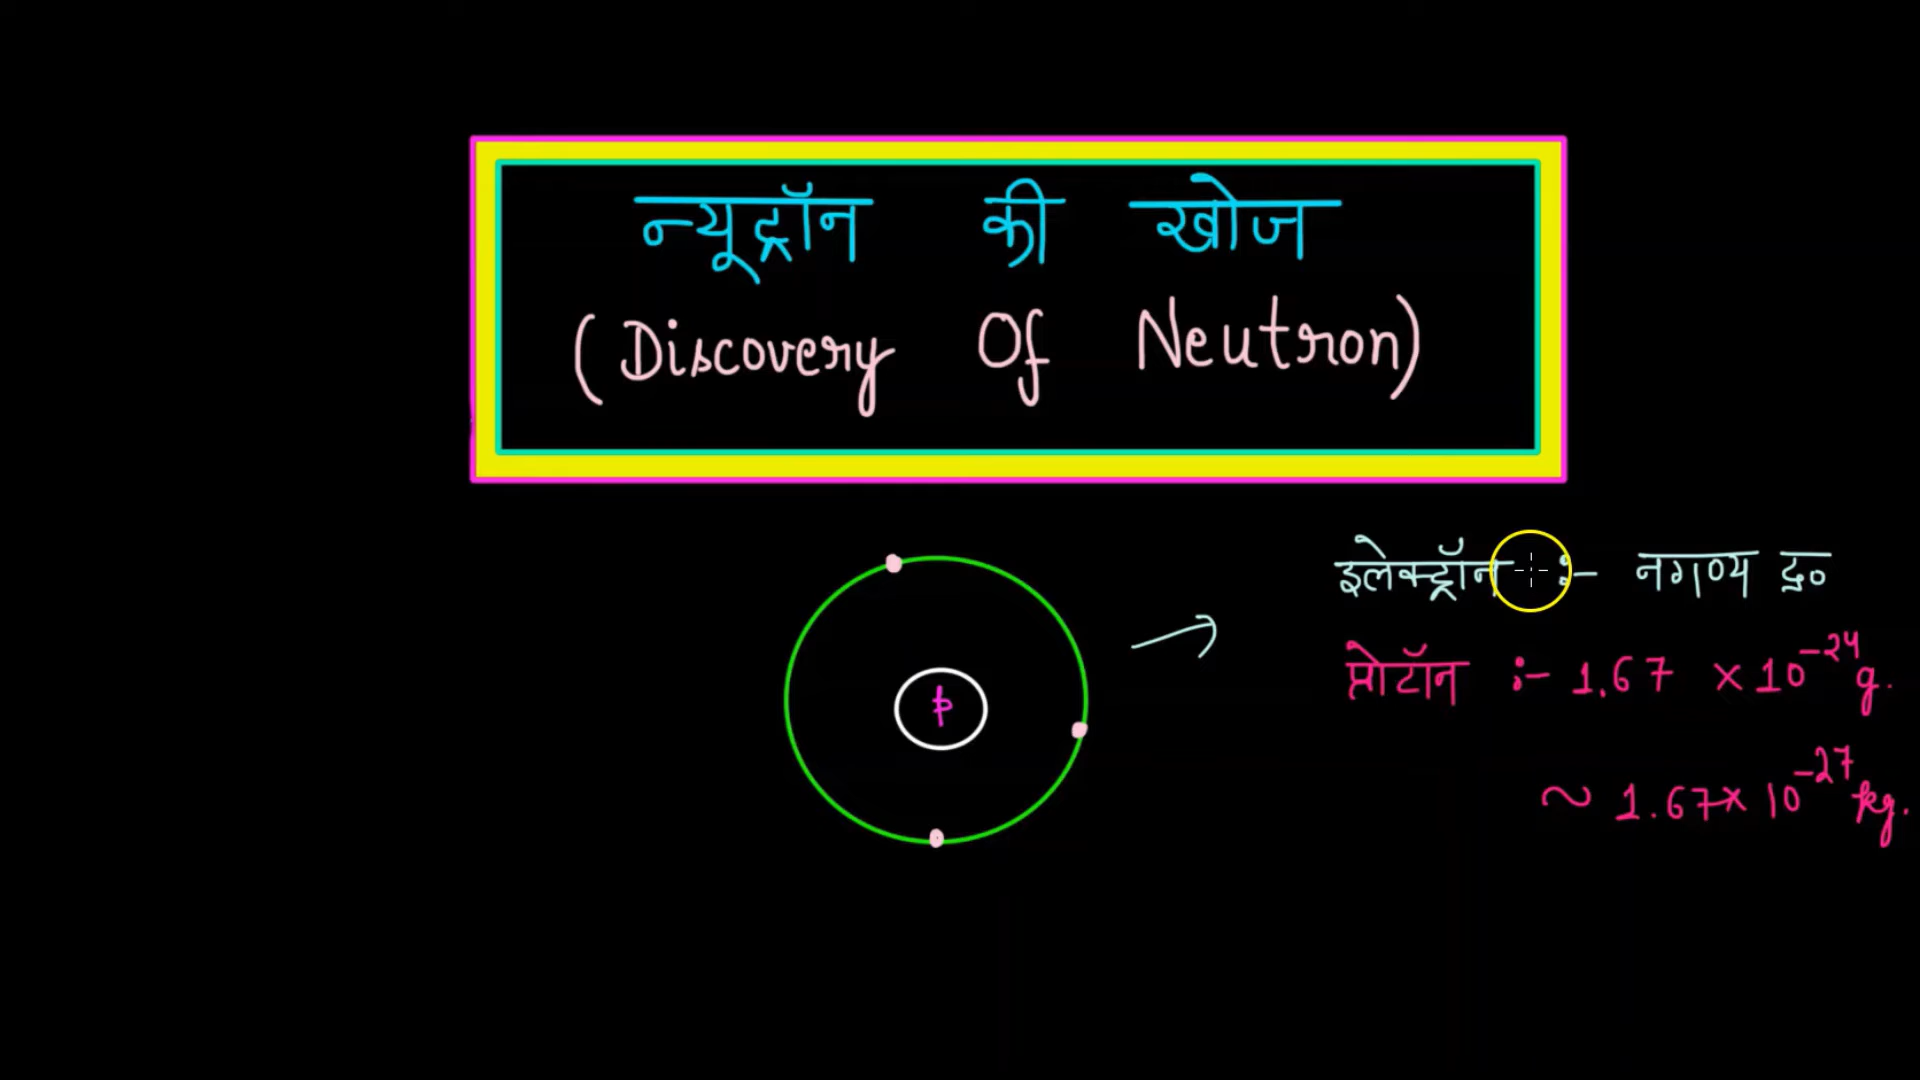 न्यूट्रॉन की खोज
(Discovery Of Neutron)
इलेक्ट्रॉन :- नगण्य द्र०
प्रोटॉन :- 1.67 × 10⁻²⁴ g.
~ 1.67 × 10⁻²⁷ kg.
p